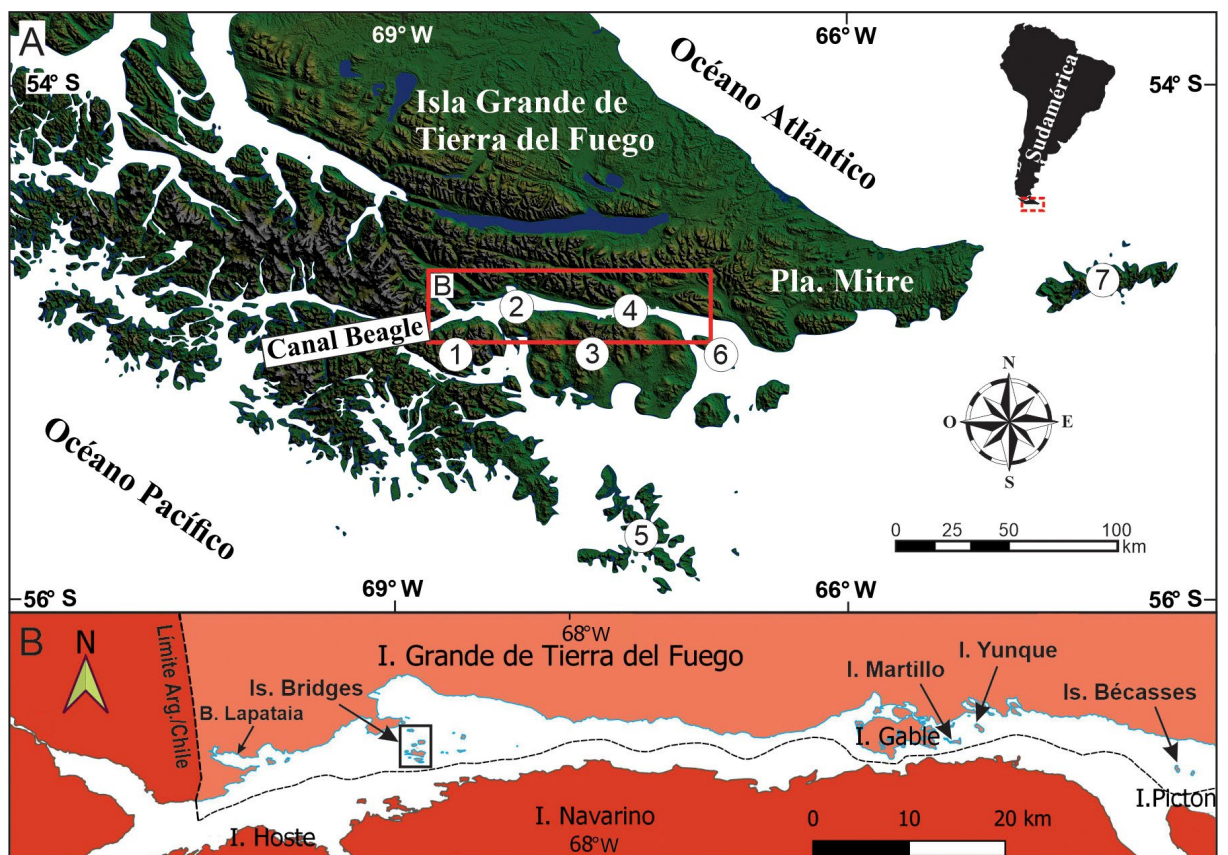 A
69° W
66° W
54° S
54° S
Océano Atlántico
Sudamérica
Isla Grande de
Tierra del Fuego
B
2
4
Pla. Mitre
7
Canal Beagle
1
3
6
Océano Pacífico
5
N
O
E
S
0 25 50 100
km
69° W
66° W
56° S
56° S
B
N
Límite Arg./Chile
68°W
I. Grande de Tierra del Fuego
I. Yunque
I. Martillo
Is. Bridges
Is. Bécasses
B. Lapataia
I. Gable
I.Picton
I. Navarino
I. Hoste
68°W
0 10 20 km